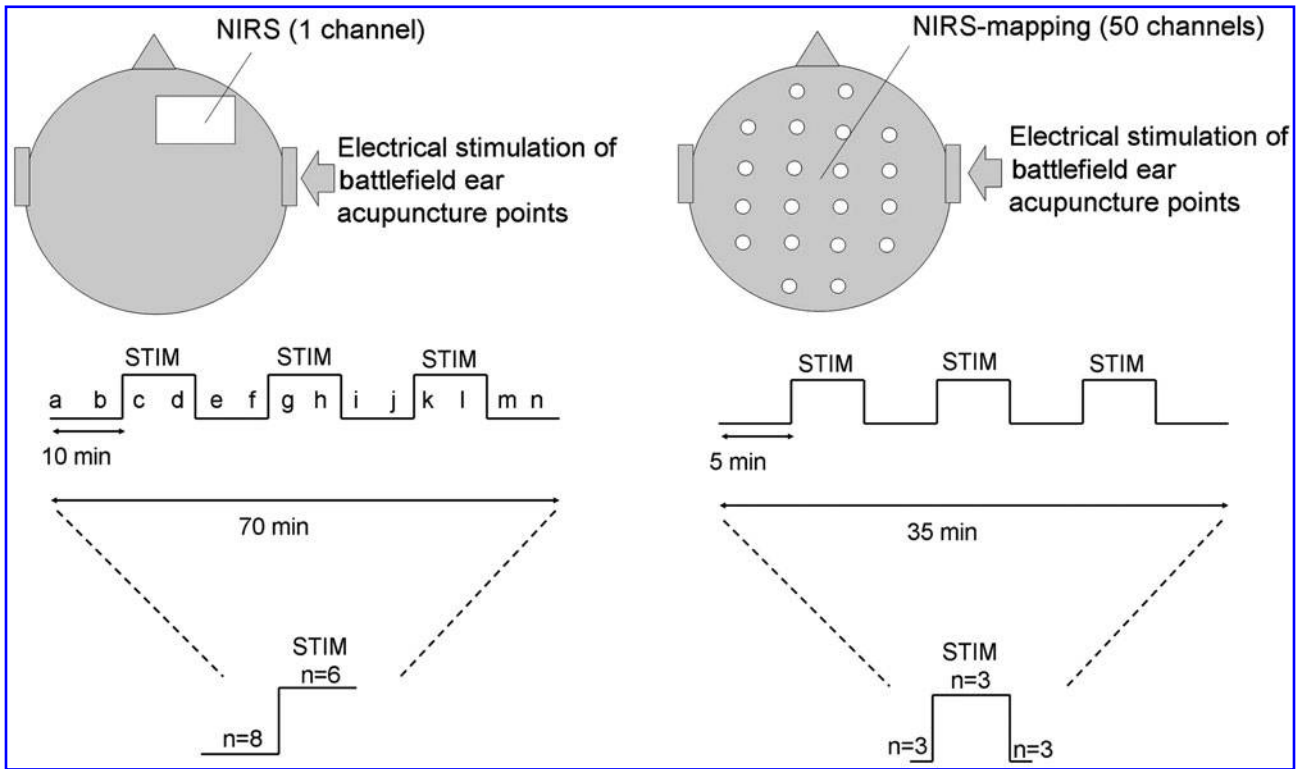 NIRS (1 channel)
Electrical stimulation of
battlefield ear
acupuncture points
STIM STIM STIM
a b c d e f g h i j k l m n
10 min
70 min
STIM
n=6
n=8
NIRS-mapping (50 channels)
Electrical stimulation of
battlefield ear
acupuncture points
STIM STIM STIM
5 min
35 min
STIM
n=3
n=3 n=3